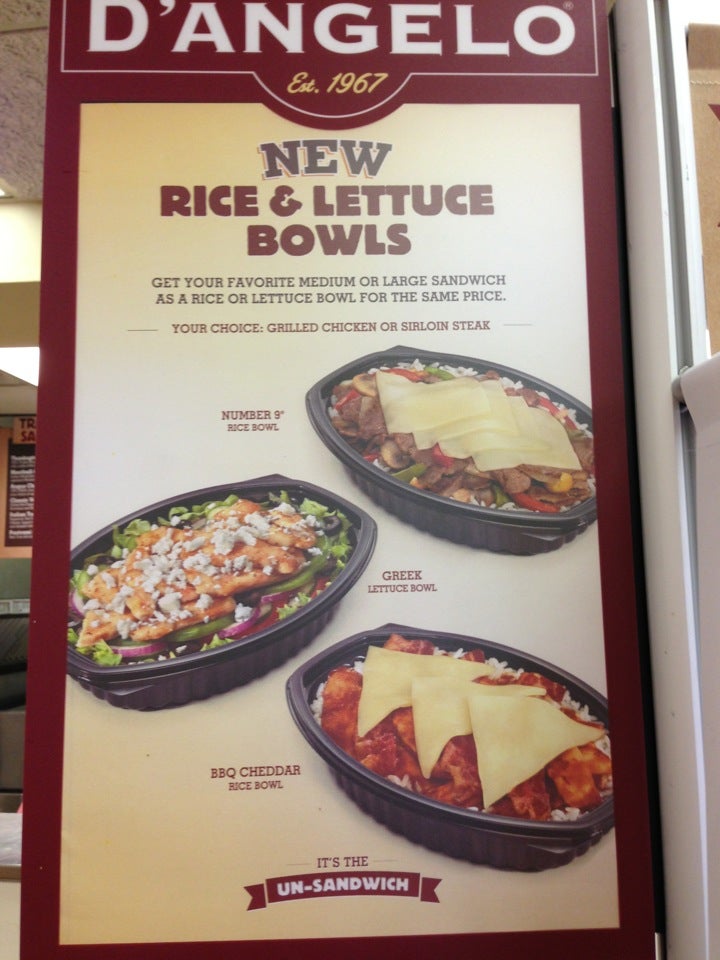 D'ANGELO®
Est. 1967
NEW
RICE & LETTUCE
BOWLS
GET YOUR FAVORITE MEDIUM OR LARGE SANDWICH
AS A RICE OR LETTUCE BOWL FOR THE SAME PRICE.
YOUR CHOICE: GRILLED CHICKEN OR SIRLOIN STEAK
NUMBER 9®
RICE BOWL
GREEK
LETTUCE BOWL
BBQ CHEDDAR
RICE BOWL
IT'S THE
UN-SANDWICH
TR
SA